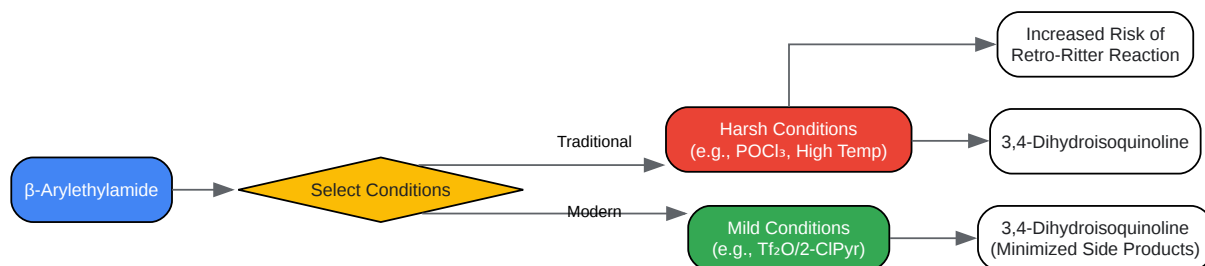 Increased Risk of
Retro-Ritter Reaction
Traditional
Harsh Conditions
(e.g., POCl₃, High Temp)
3,4-Dihydroisoquinoline
β-Arylethylamide
Select Conditions
Modern
Mild Conditions
(e.g., Tf₂O/2-ClPyr)
3,4-Dihydroisoquinoline
(Minimized Side Products)